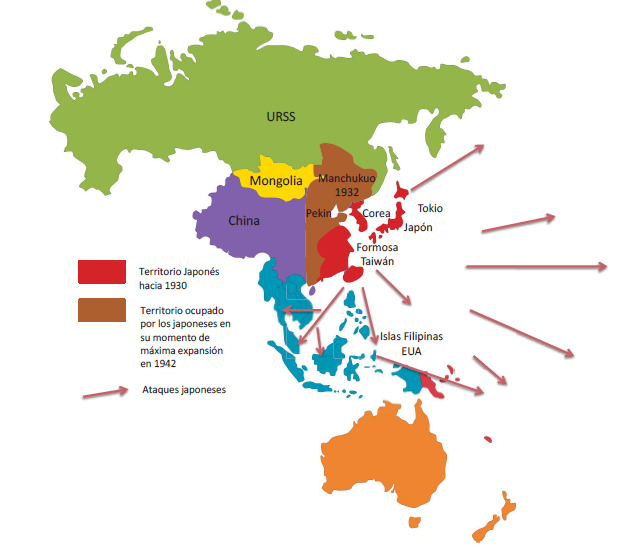 URSS
Mongolia
Manchukuo
1932
China
Pekin
Corea
Tokio
Japón
Formosa
Taiwán
Territorio Japonés
hacia 1930
Territorio ocupado
por los japoneses en
su momento de
máxima expansión
en 1942
Islas Filipinas
EUA
Ataques japoneses